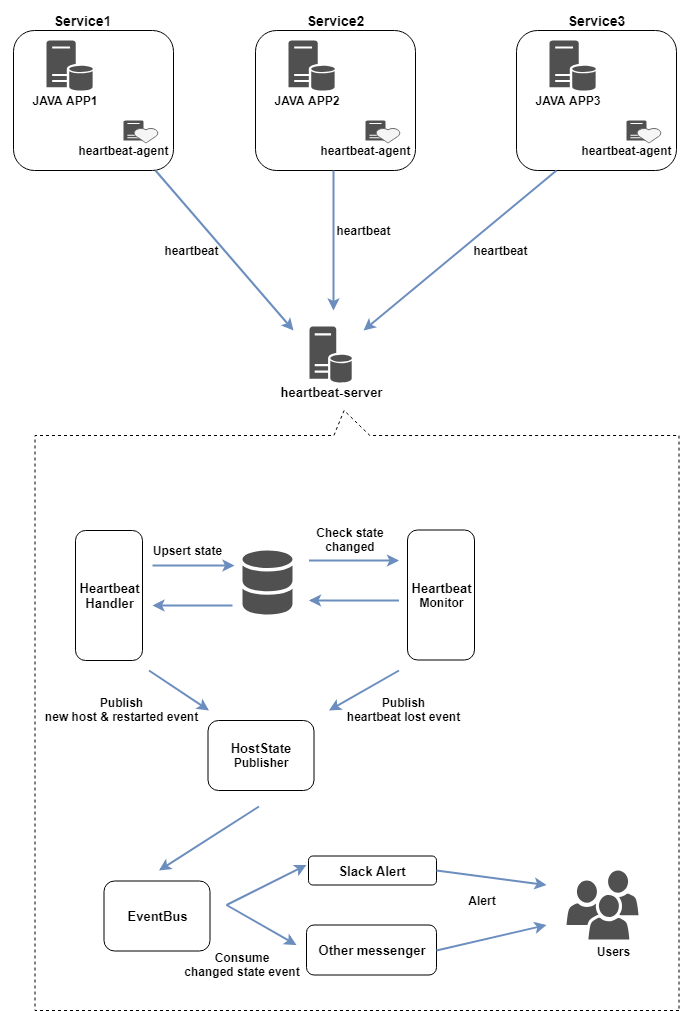 Service1
Service2
Service3
JAVA APP1
JAVA APP2
JAVA APP3
heartbeat-agent
heartbeat-agent
heartbeat-agent
heartbeat
heartbeat
heartbeat
heartbeat-server
Upsert state
Check state
changed
Heartbeat
Handler
Heartbeat
Monitor
Publish
new host & restarted event
Publish
heartbeat lost event
HostState
Publisher
EventBus
Slack Alert
Alert
Other messenger
Consume
changed state event
Users